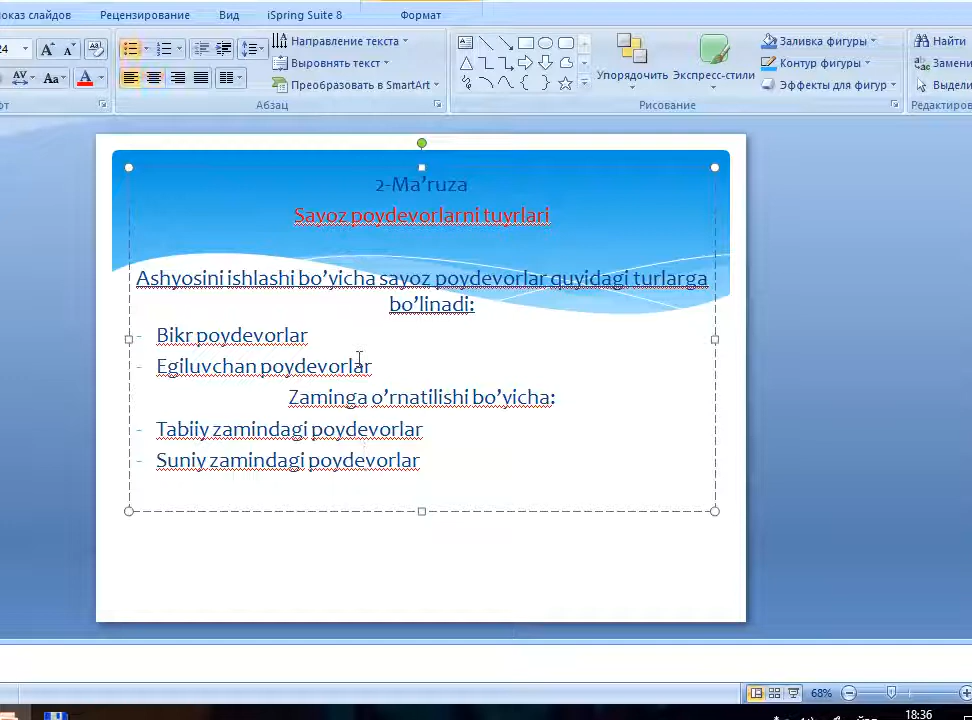 оказ слайдов Рецензирование Вид iSpring Suite 8 Формат
24 Направление текста Заливка фигуры Найти
Выровнять текст Упорядочить Экспресс-стили Контур фигуры Замени
Преобразовать в SmartArt Эффекты для фигур Выдели
фт Абзац Рисование Редактиров
2-Ma’ruza
Sayoz poydevorlarni tuyrlari
Ashyosini ishlashi bo’yicha sayoz poydevorlar quyidagi turlarga
bo’linadi:
- Bikr poydevorlar
- Egiluvchan poydevorlar
Zaminga o’rnatilishi bo’yicha:
- Tabiiy zamindagi poydevorlar
- Suniy zamindagi poydevorlar
68%
18:36